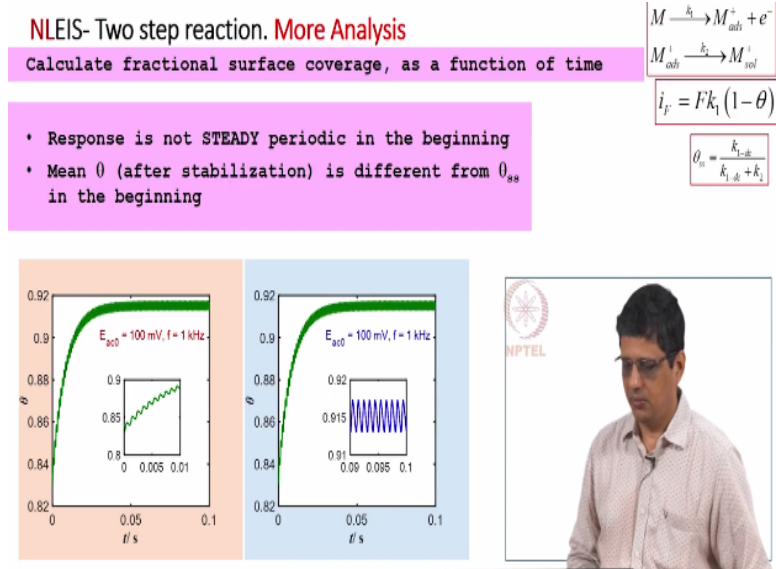 NLEIS- Two step reaction. More Analysis
Calculate fractional surface coverage, as a function of time
M —k₁→ M⁺ads + e⁻
M⁺ads —k₂→ M⁺sol
i_F = Fk₁(1−θ)
θss = k₁₋dc / (k₁₋dc + k₂)
• Response is not STEADY periodic in the beginning
• Mean θ (after stabilization) is different from θss
in the beginning
0.92
0.9
0.88
0.86
0.84
0.82
θ
E_ac0 = 100 mV, f = 1 kHz
0.9
0.85
0.8
0 0.005 0.01
0 0.05 0.1
t/ s
0.92
0.9
0.88
0.86
0.84
0.82
θ
E_ac0 = 100 mV, f = 1 kHz
0.92
0.915
0.91
0.09 0.095 0.1
0 0.05 0.1
t/ s
NPTEL